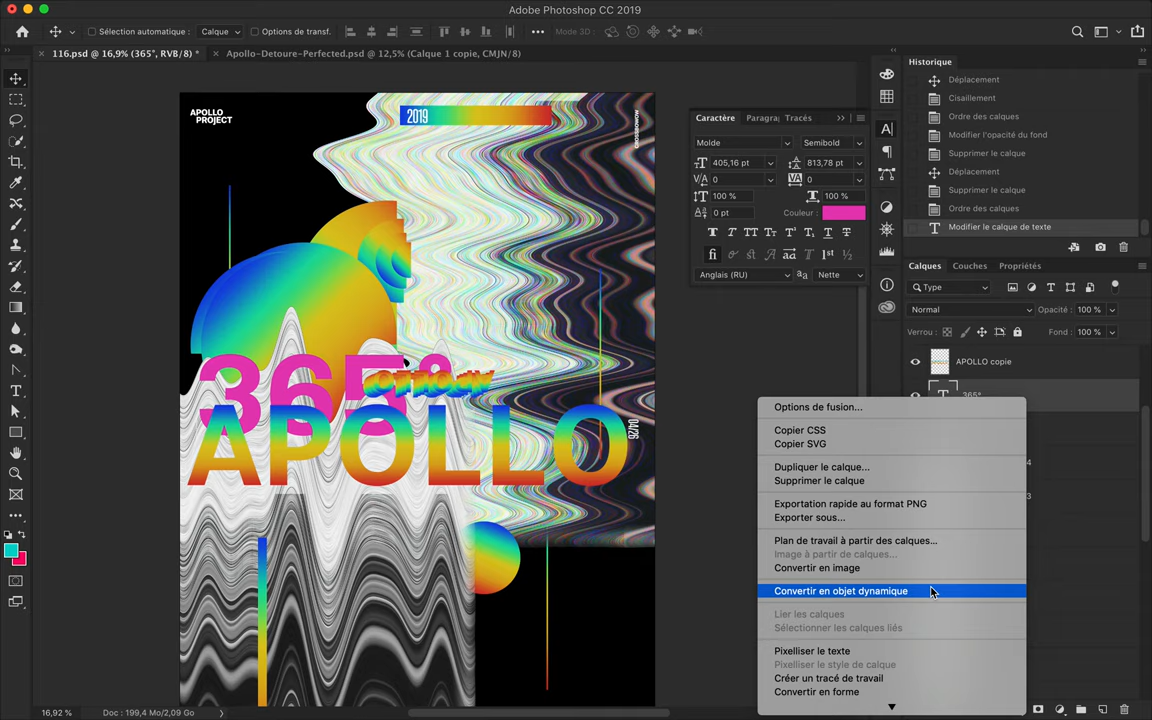 Adobe Photoshop CC 2019
Sélection automatique :
Calque
Options de transf.
Mode 3D :
116.psd @ 16,9% (365°, RVB/8) *
Apollo-Detoure-Perfected.psd @ 12,5% (Calque 1 copie, CMJN/8)
Historique
Déplacement
Cisaillement
Ordre des calques
Modifier l'opacité du fond
Supprimer le calque
Déplacement
Supprimer le calque
Ordre des calques
Modifier le calque de texte
Caractère
Paragra
Tracés
Molde
Semibold
405,16 pt
813,78 pt
0
0
100 %
100 %
0 pt
Couleur :
Anglais (RU)
Nette
Calques
Couches
Propriétés
Type
Normal
Opacité :
100 %
Verrou :
Fond :
100 %
APOLLO copie
365°
4
3
APOLLO
PROJECT
2019
365°
APOLLO
04/26
Options de fusion...
Copier CSS
Copier SVG
Dupliquer le calque...
Supprimer le calque
Exportation rapide au format PNG
Exporter sous...
Plan de travail à partir des calques...
Image à partir de calques...
Convertir en image
Convertir en objet dynamique
Lier les calques
Sélectionner les calques liés
Pixelliser le texte
Pixelliser le style de calque
Créer un tracé de travail
Convertir en forme
16,92 %
Doc : 199,4 Mo/2,09 Go